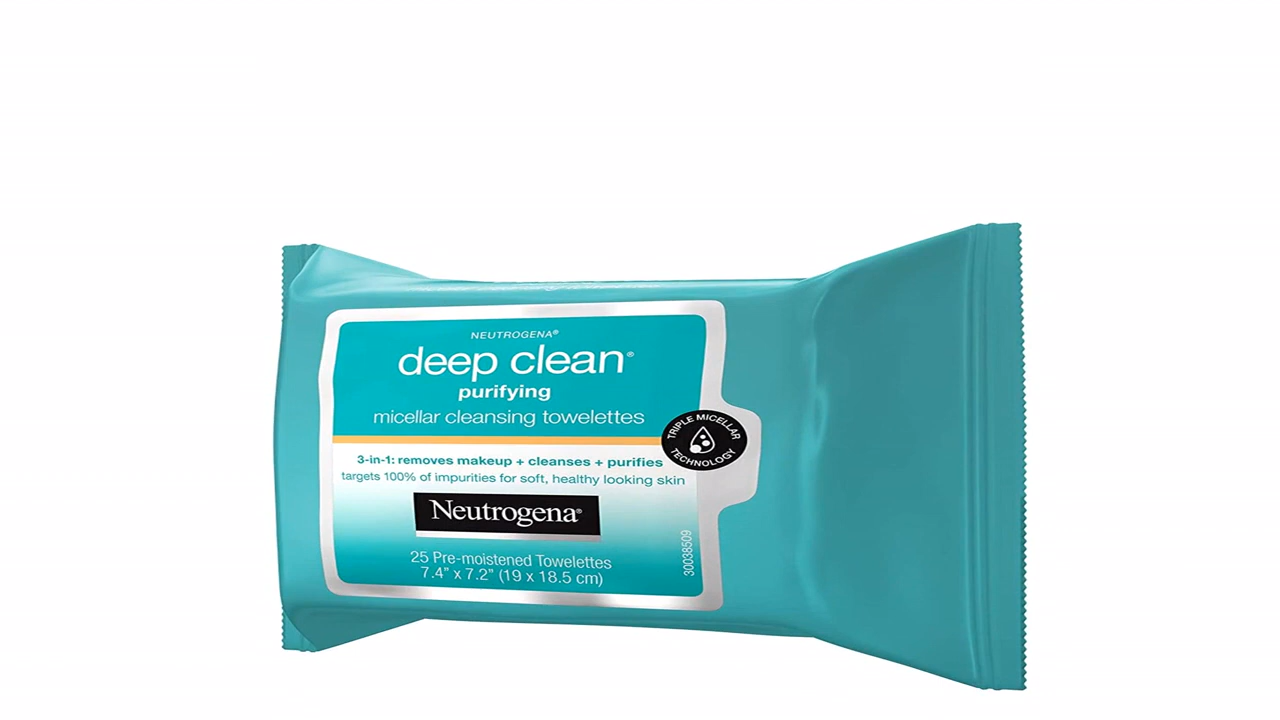 NEUTROGENA®
deep clean®
purifying
micellar cleansing towelettes
TRIPLE MICELLAR
TECHNOLOGY
3-in-1: removes makeup + cleanses + purifies
targets 100% of impurities for soft, healthy looking skin
Neutrogena®
25 Pre-moistened Towelettes
7.4” x 7.2” (19 x 18.5 cm)
30038509